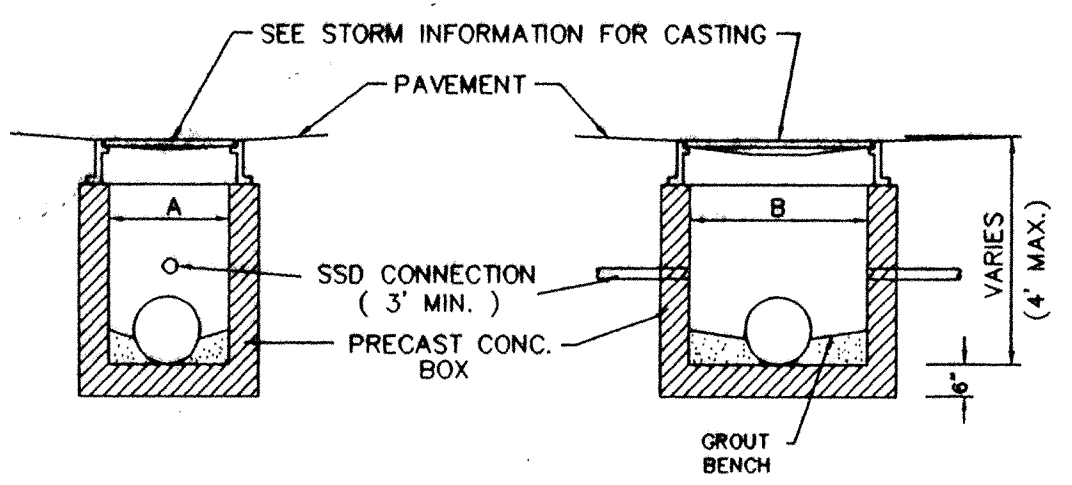 SEE STORM INFORMATION FOR CASTING
PAVEMENT
A
B
SSD CONNECTION
( 3' MIN. )
VARIES
(4' MAX.)
PRECAST CONC.
BOX
6"
GROUT
BENCH